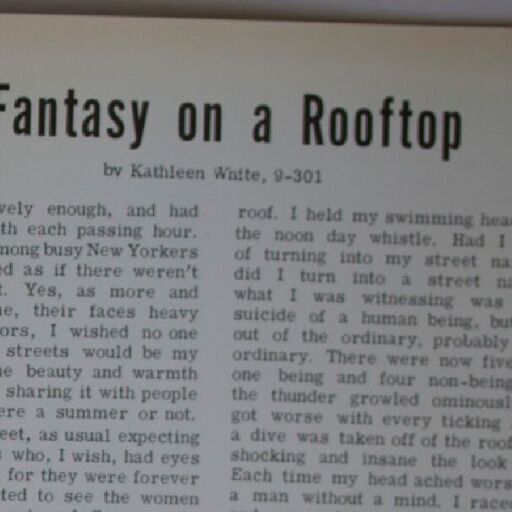 Fantasy on a Rooftop
by Kathleen Waite, 9-301
vely enough, and had
th each passing hour.
mong busy New Yorkers
ed as if there weren't
t. Yes, as more and
e, their faces heavy
ors, I wished no one
streets would be my
e beauty and warmth
sharing it with people
ere a summer or not.
eet, as usual expecting
s who, I wish, had eyes
for they were forever
ted to see the women
roof. I held my swimming hea
the noon day whistle. Had I
of turning into my street na
did I turn into a street na
what I was witnessing was
suicide of a human being, but
out of the ordinary, probably
ordinary. There were now five
one being and four non-being
the thunder growled ominousl
got worse with every ticking
a dive was taken off of the roof
shocking and insane the look
Each time my head ached wors
a man without a mind. I race